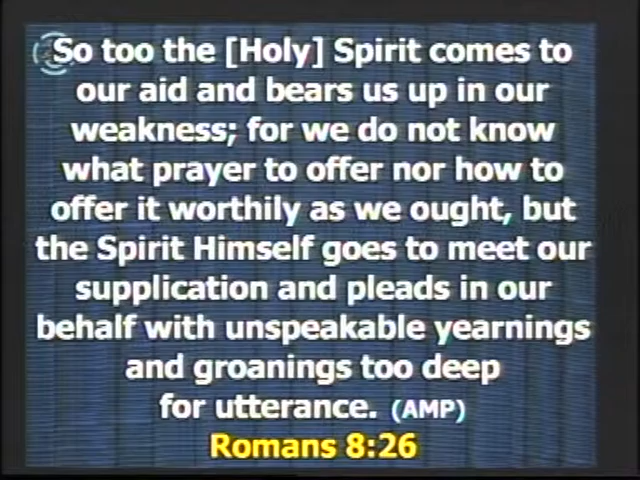 So too the [Holy] Spirit comes to
our aid and bears us up in our
weakness; for we do not know
what prayer to offer nor how to
offer it worthily as we ought, but
the Spirit Himself goes to meet our
supplication and pleads in our
behalf with unspeakable yearnings
and groanings too deep
for utterance. (AMP)
Romans 8:26